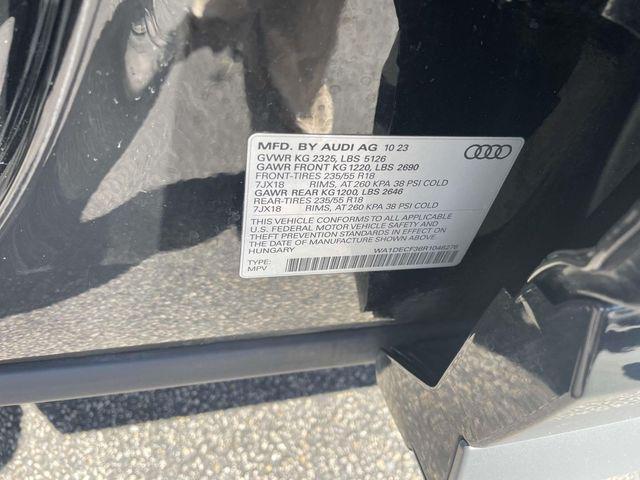 MFD. BY AUDI AG 10 23
GVWR KG 2325, LBS 5126
GAWR FRONT KG 1220, LBS 2690
FRONT-TIRES 235/55 R18
7JX18 RIMS, AT 260 KPA 38 PSI COLD
GAWR REAR KG1200, LBS 2646
REAR-TIRES 235/55 R18
7JX18 RIMS, AT 260 KPA 38 PSI COLD
THIS VEHICLE CONFORMS TO ALL APPLICABLE
U.S. FEDERAL MOTOR VEHICLE SAFETY AND
THEFT PREVENTION STANDARDS IN EFFECT ON THE
DATE OF MANUFACTURE SHOWN ABOVE.
HUNGARY
WA1DECF36R1048276
TYPE:
MPV